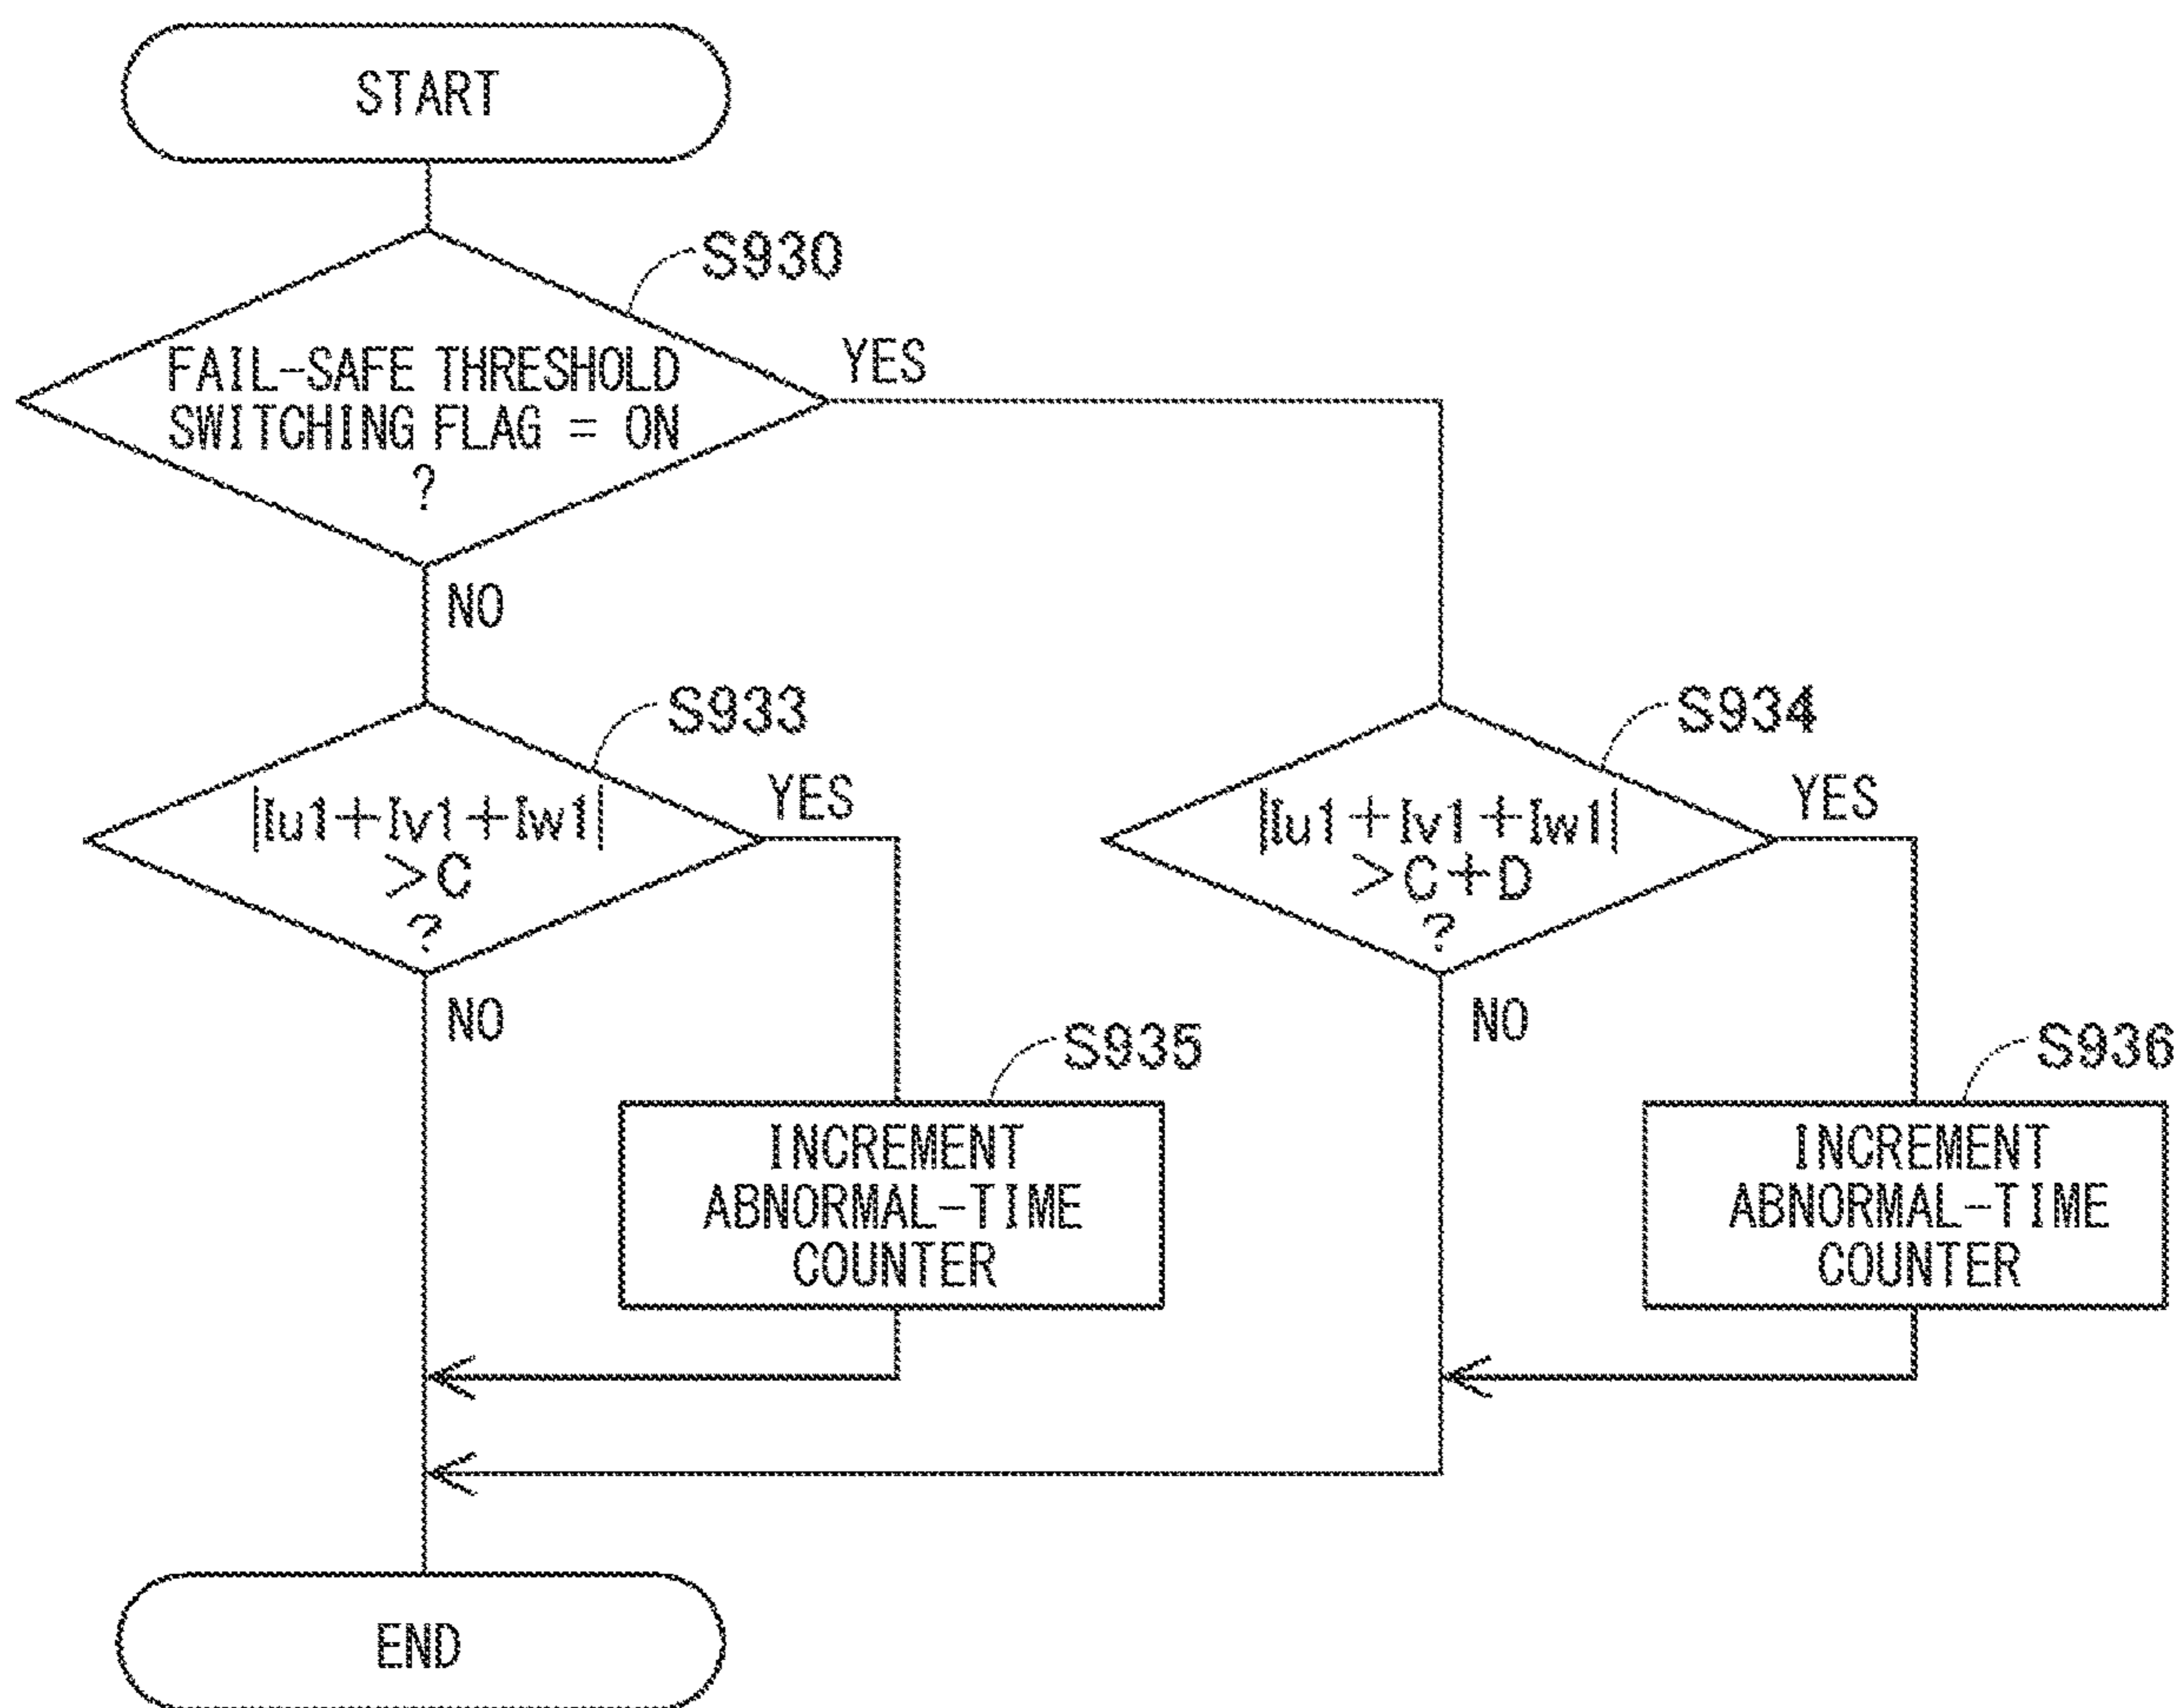 START
S930
FAIL-SAFE THRESHOLD
SWITCHING FLAG = ON
?
YES
NO
S933
|Iu1+Iv1+Iw1|
>C
?
YES
NO
S934
|Iu1+Iv1+Iw1|
>C+D
?
YES
NO
S935
INCREMENT
ABNORMAL-TIME
COUNTER
S936
INCREMENT
ABNORMAL-TIME
COUNTER
END